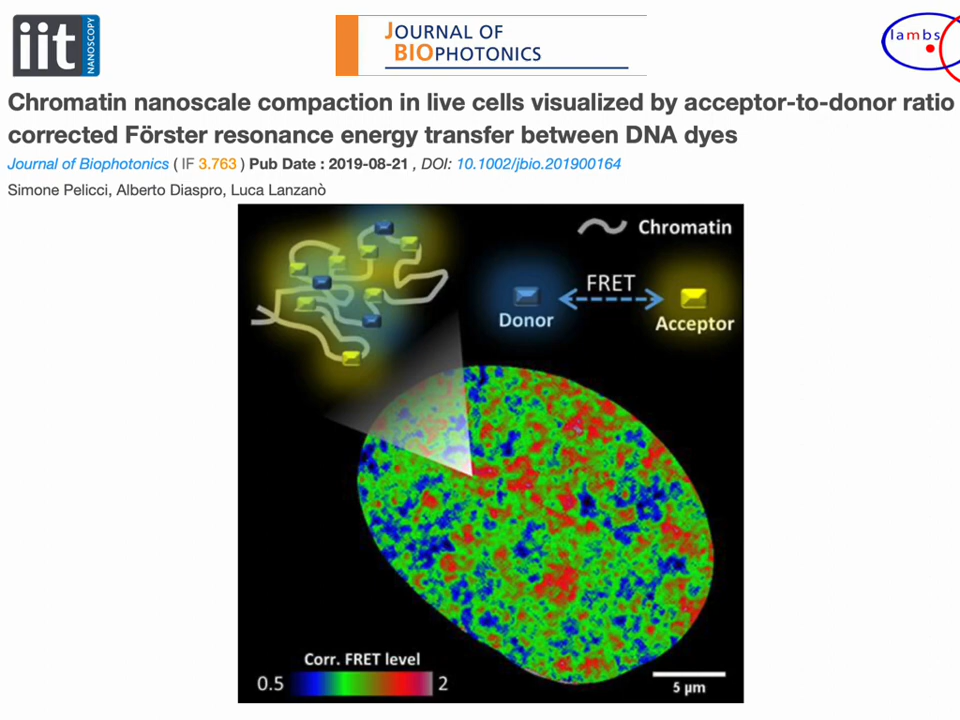 iit
NANOSCOPY
JOURNAL OF
BIOPHOTONICS
lambs
Chromatin nanoscale compaction in live cells visualized by acceptor-to-donor ratio
corrected Förster resonance energy transfer between DNA dyes
Journal of Biophotonics ( IF 3.763 ) Pub Date : 2019-08-21 , DOI: 10.1002/jbio.201900164
Simone Pelicci, Alberto Diaspro, Luca Lanzanò
Chromatin
FRET
Donor
Acceptor
Corr. FRET level
0.5
2
5 µm